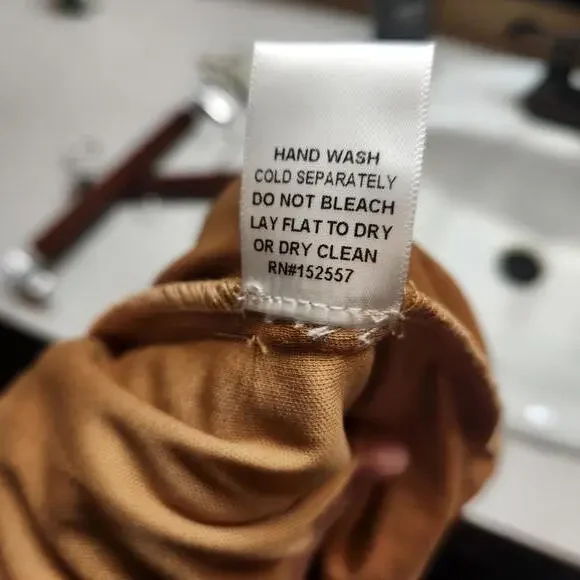 HAND WASH
COLD SEPARATELY
DO NOT BLEACH
LAY FLAT TO DRY
OR DRY CLEAN
RN#152557